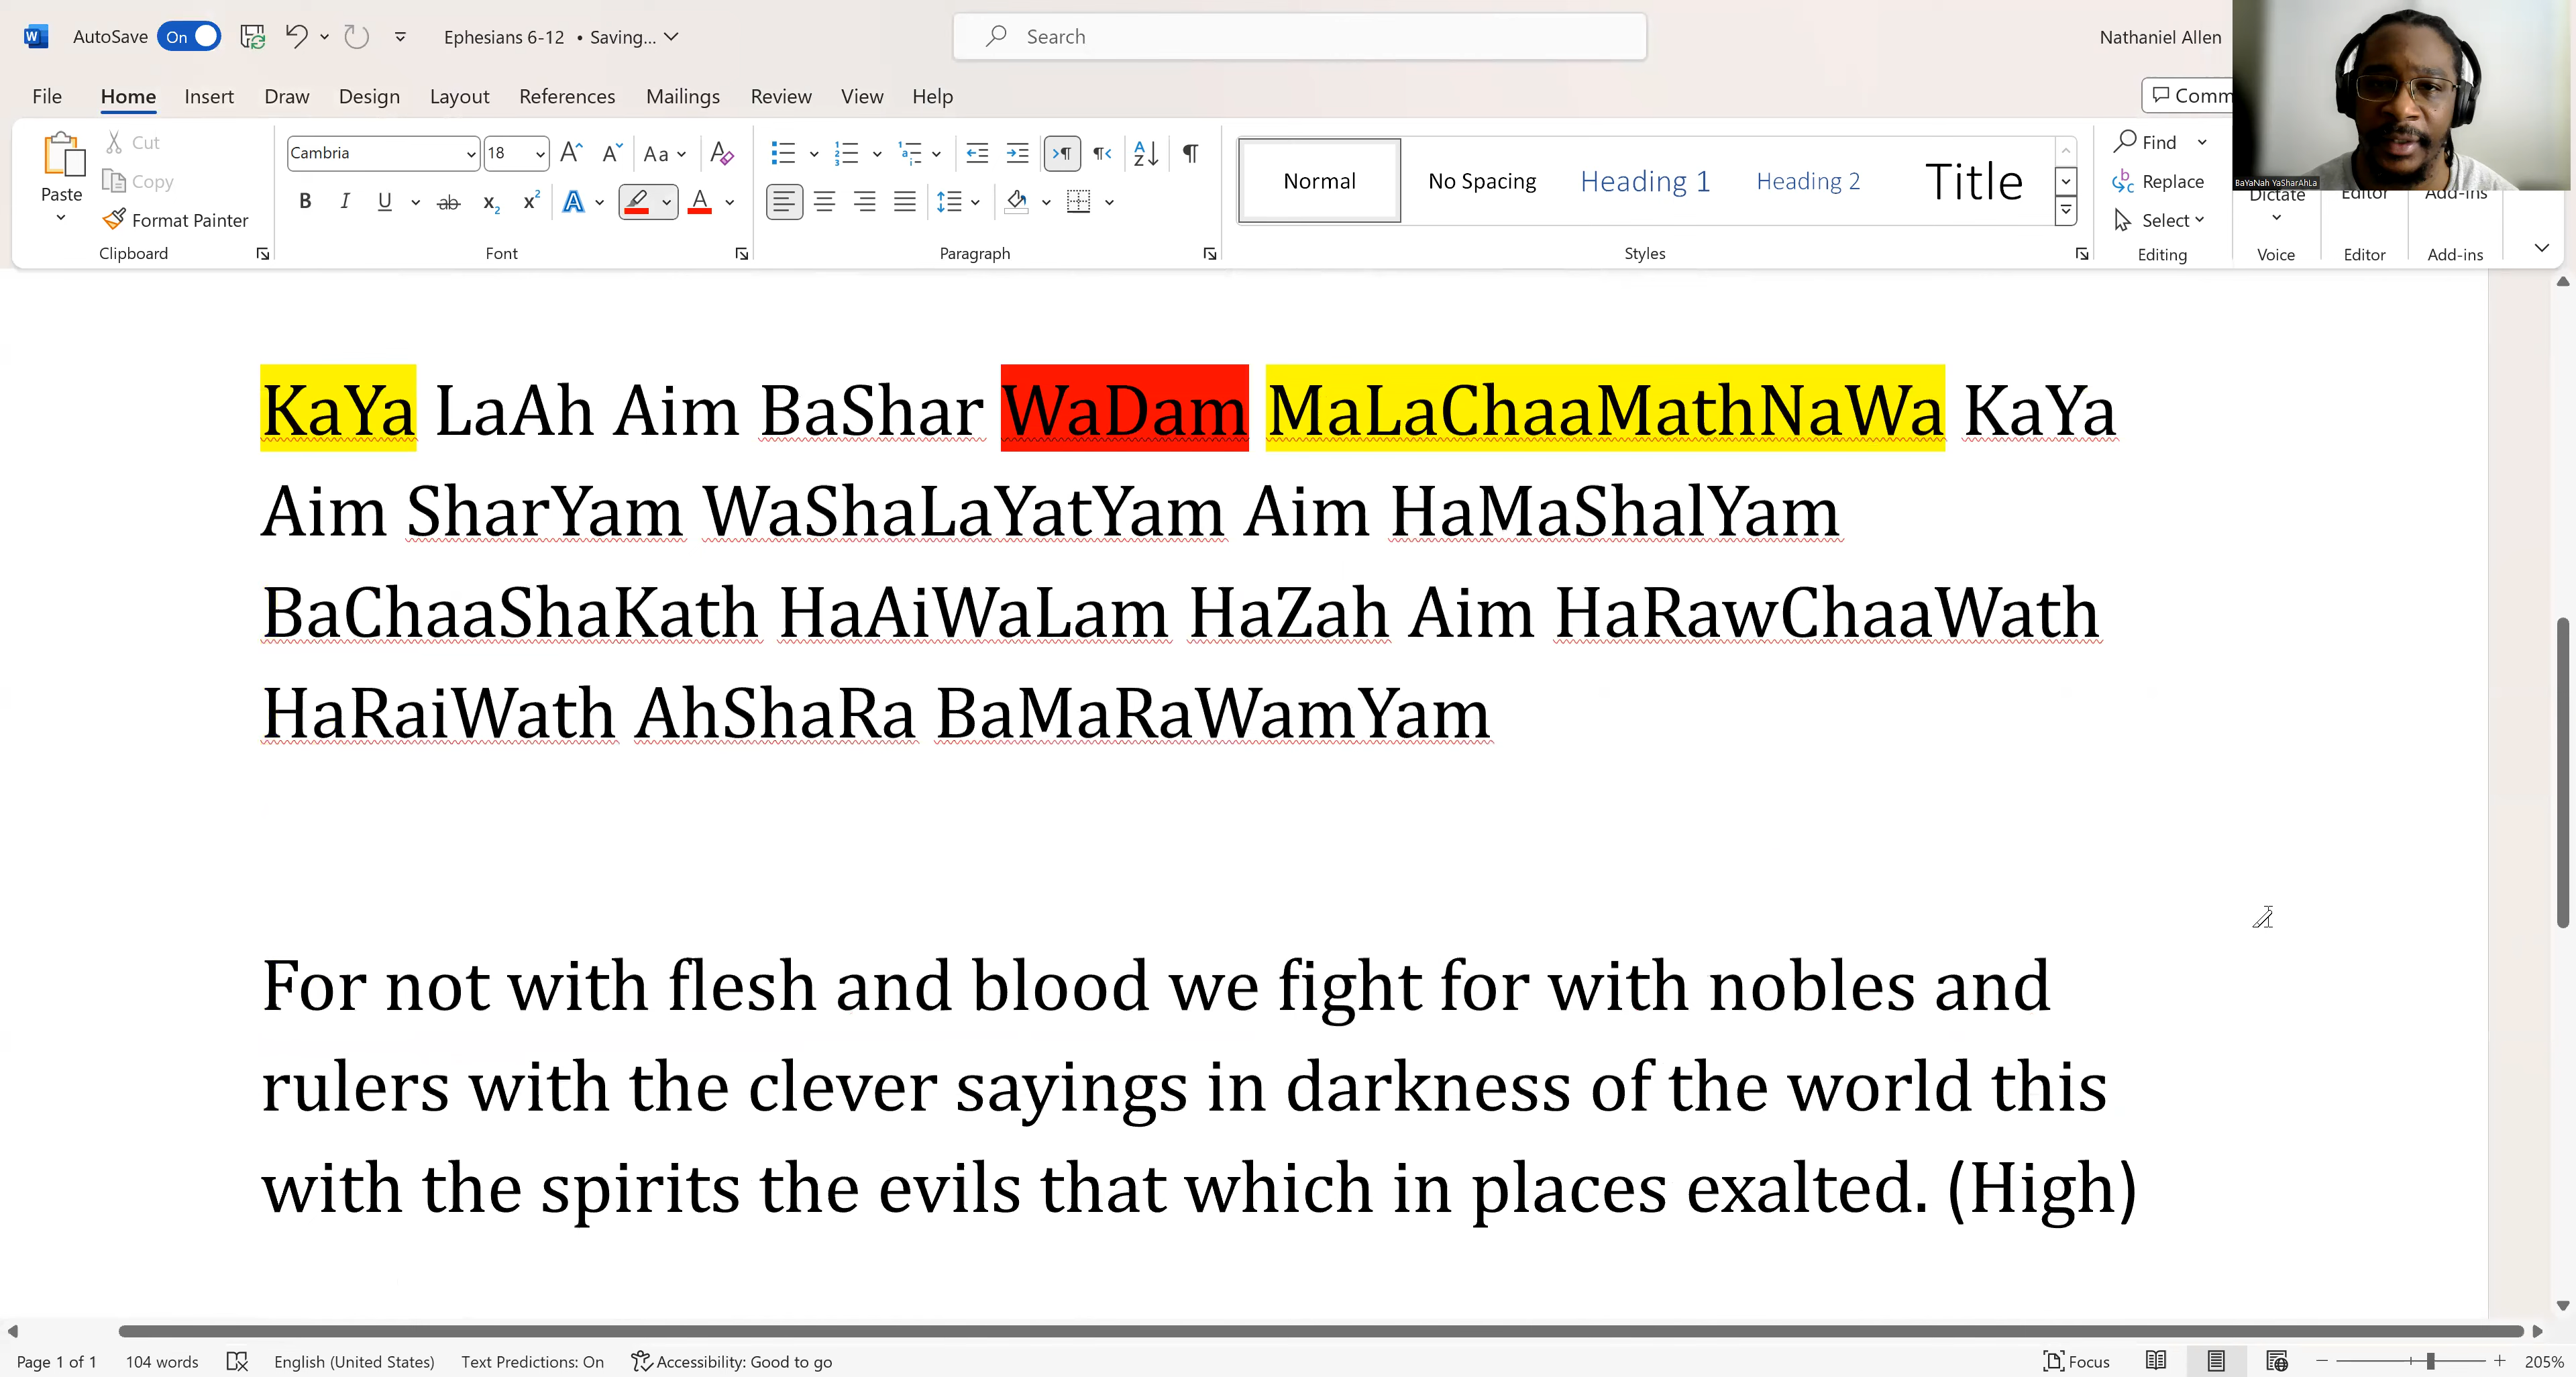 AutoSave On Ephesians 6-12 • Saving... Search Nathaniel Allen
File Home Insert Draw Design Layout References Mailings Review View Help
BaYaNah YaSharAhLa
Paste Cut Copy Format Painter
Clipboard
Cambria 18 Aa
B I U ab x₂ x² A A
Font
Paragraph
Normal No Spacing Heading 1 Heading 2 Title
Styles
Find
Replace
Select
Editing
Dictate
Voice
Editor
Editor
Add-ins
Add-ins
KaYa LaAh Aim BaShar WaDam MaLaChaaMathNaWa KaYa
Aim SharYam WaShaLaYatYam Aim HaMaShalYam
BaChaaShaKath HaAiWaLam HaZah Aim HaRawChaaWath
HaRaiWath AhShaRa BaMaRaWamYam
For not with flesh and blood we fight for with nobles and
rulers with the clever sayings in darkness of the world this
with the spirits the evils that which in places exalted. (High)
Page 1 of 1 104 words English (United States) Text Predictions: On Accessibility: Good to go Focus 205%